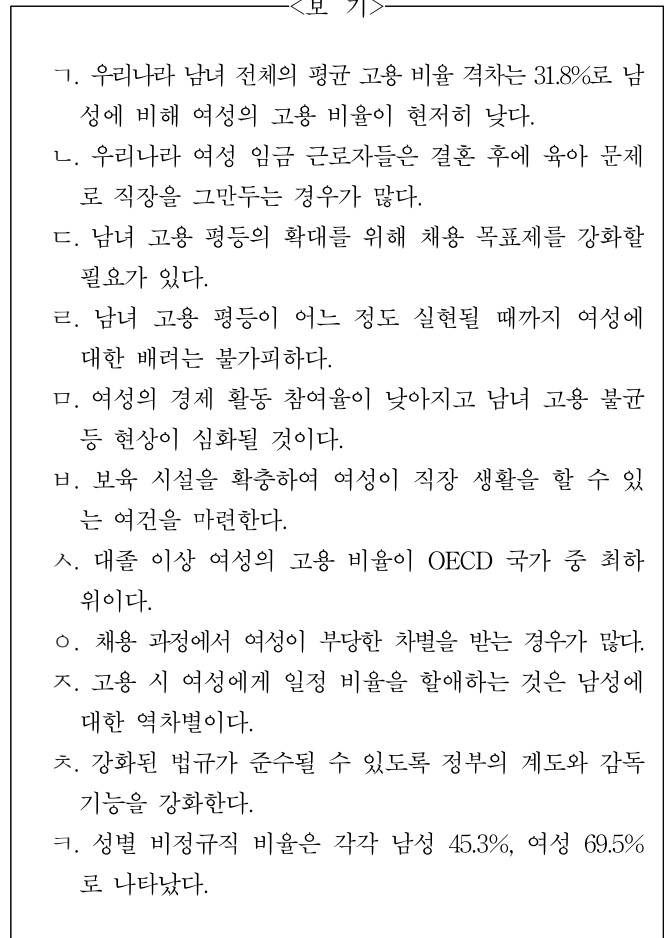 <보 기>
ㄱ. 우리나라 남녀 전체의 평균 고용 비율 격차는 31.8%로 남
성에 비해 여성의 고용 비율이 현저히 낮다.
ㄴ. 우리나라 여성 임금 근로자들은 결혼 후에 육아 문제
로 직장을 그만두는 경우가 많다.
ㄷ. 남녀 고용 평등의 확대를 위해 채용 목표제를 강화할
필요가 있다.
ㄹ. 남녀 고용 평등이 어느 정도 실현될 때까지 여성에
대한 배려는 불가피하다.
ㅁ. 여성의 경제 활동 참여율이 낮아지고 남녀 고용 불균
등 현상이 심화될 것이다.
ㅂ. 보육 시설을 확충하여 여성이 직장 생활을 할 수 있
는 여건을 마련한다.
ㅅ. 대졸 이상 여성의 고용 비율이 OECD 국가 중 최하
위이다.
ㅇ. 채용 과정에서 여성이 부당한 차별을 받는 경우가 많다.
ㅈ. 고용 시 여성에게 일정 비율을 할애하는 것은 남성에
대한 역차별이다.
ㅊ. 강화된 법규가 준수될 수 있도록 정부의 계도와 감독
기능을 강화한다.
ㅋ. 성별 비정규직 비율은 각각 남성 45.3%, 여성 69.5%
로 나타났다.